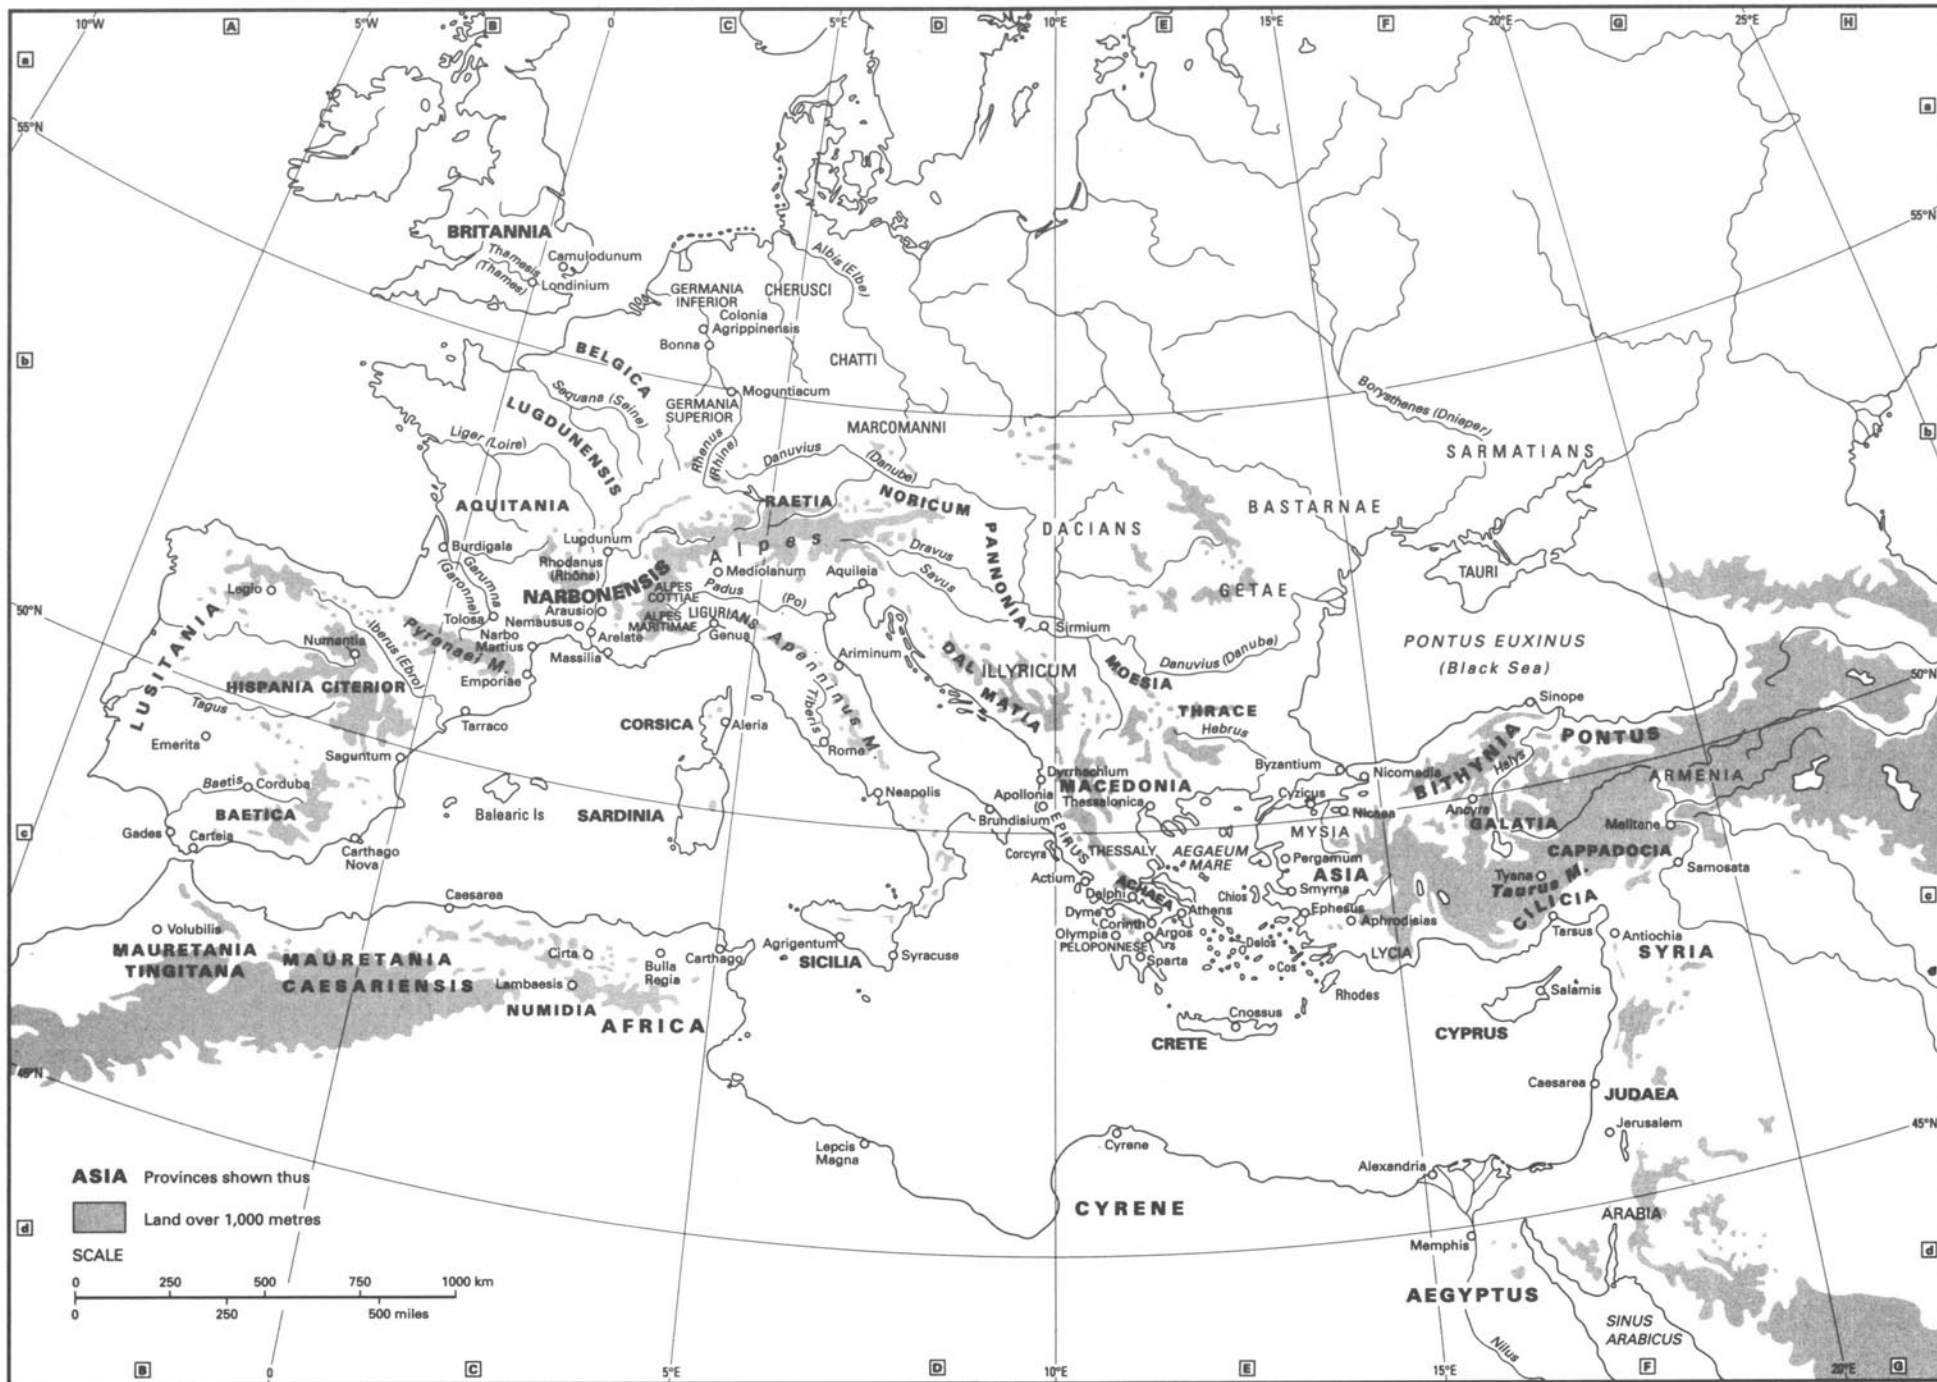 10°W
A
5°W
B
0
5°E
C
D
10°E
E
15°E
F
20°E
G
25°E
H
a
a
55°N
BRITANNIA
Thamesis
(Thames)
Camulodunum
Londinium
Albis (Elbe)
55°N
GERMANIA
INFERIOR
CHERUSCI
Colonia
Agrippinensis
Bonna
b
BELGICA
CHATTI
Sequana (Seine)
Moguntiacum
GERMANIA
SUPERIOR
LUGDUNENSIS
Liger (Loire)
Rhenus
(Rhine)
MARCOMANNI
Danuvius
(Danube)
Borysthenes (Dnieper)
b
SARMATIANS
AQUITANIA
RAETIA
NORICUM
PANNONIA
DACIANS
BASTARNAE
Burdigala
Garumna
(Garonne)
Lugdunum
Rhodanus
(Rhône)
Alpes
Dravus
Savus
Mediolanum
Aquileia
NARBONENSIS
ALPES
COTTIAE
Padus
(Po)
TAURI
GETAE
50°N
Legio
LUSITANIA
Tolosa
Arausio
Nemausus
Narbo
Martius
Arelate
Massilia
ALPES
MARITIMAE
LIGURIANS
Genua
Apenninus M.
Ariminum
Sirmium
Numantia
Iberus (Ebro)
Pyrenaei M.
Emporiae
HISPANIA CITERIOR
DALMATIA
ILLYRICUM
MOESIA
Danuvius (Danube)
PONTUS EUXINUS
(Black Sea)
50°N
Tagus
Tarraco
CORSICA
Aleria
Tiberis
Rome
THRACE
Hebrus
Sinope
Emerita
Saguntum
BITHYNIA
PONTUS
Halys
Baetis
Corduba
Balearic Is
SARDINIA
Neapolis
Dyrrhachium
MACEDONIA
Apollonia
Thessalonica
Brundisium
Byzantium
Nicomedia
Cyzicus
Nicaea
Ancyra
ARMENIA
BAETICA
GALATIA
Melitene
c
Gades
Carteia
Carthago
Nova
EPIRUS
Corcyra
THESSALY
AEGAEUM
MARE
MYSIA
Pergamum
ASIA
CAPPADOCIA
Samosata
Tyana
Taurus M.
CILICIA
c
Caesarea
Actium
Delphi
ACHAEA
Chios
Smyrna
Dyme
Athens
Ephesus
Aphrodisias
Tarsus
Volubilis
Corinth
Olympia
Argos
PELOPONNESE
Sparta
Delos
Cos
LYCIA
Antiochia
MAURETANIA
TINGITANA
MAURETANIA
CAESARIENSIS
Cirta
Bulla
Regia
Carthago
Agrigentum
SICILIA
Syracuse
SYRIA
Lambaesis
NUMIDIA
AFRICA
Rhodes
Salamis
Cnossus
CRETE
CYPRUS
45°N
Caesarea
JUDAEA
Jerusalem
45°N
Lepcis
Magna
Cyrene
Alexandria
ASIA Provinces shown thus
Land over 1,000 metres
CYRENE
ARABIA
d
Memphis
d
SCALE
0 250 500 750 1000 km
0 250 500 miles
AEGYPTUS
SINUS
ARABICUS
Nilus
B
0
C
5°E
D
10°E
E
15°E
F
20°E
G